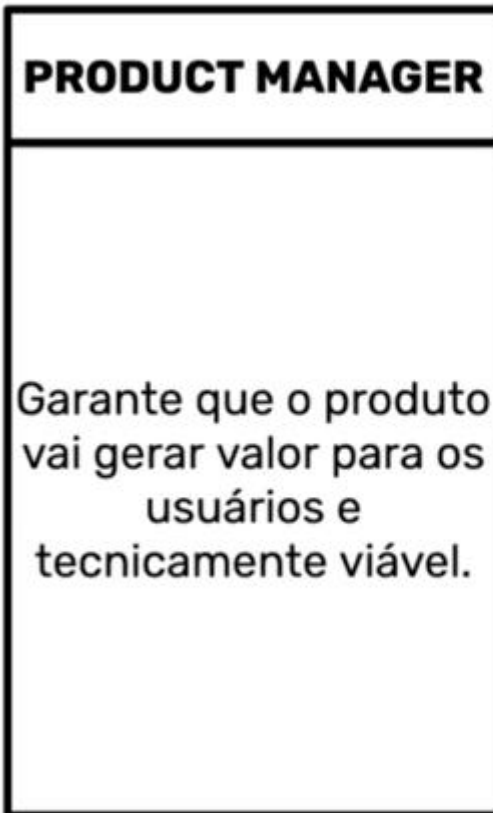 PRODUCT MANAGER
Garante que o produto
vai gerar valor para os
usuários e
tecnicamente viável.